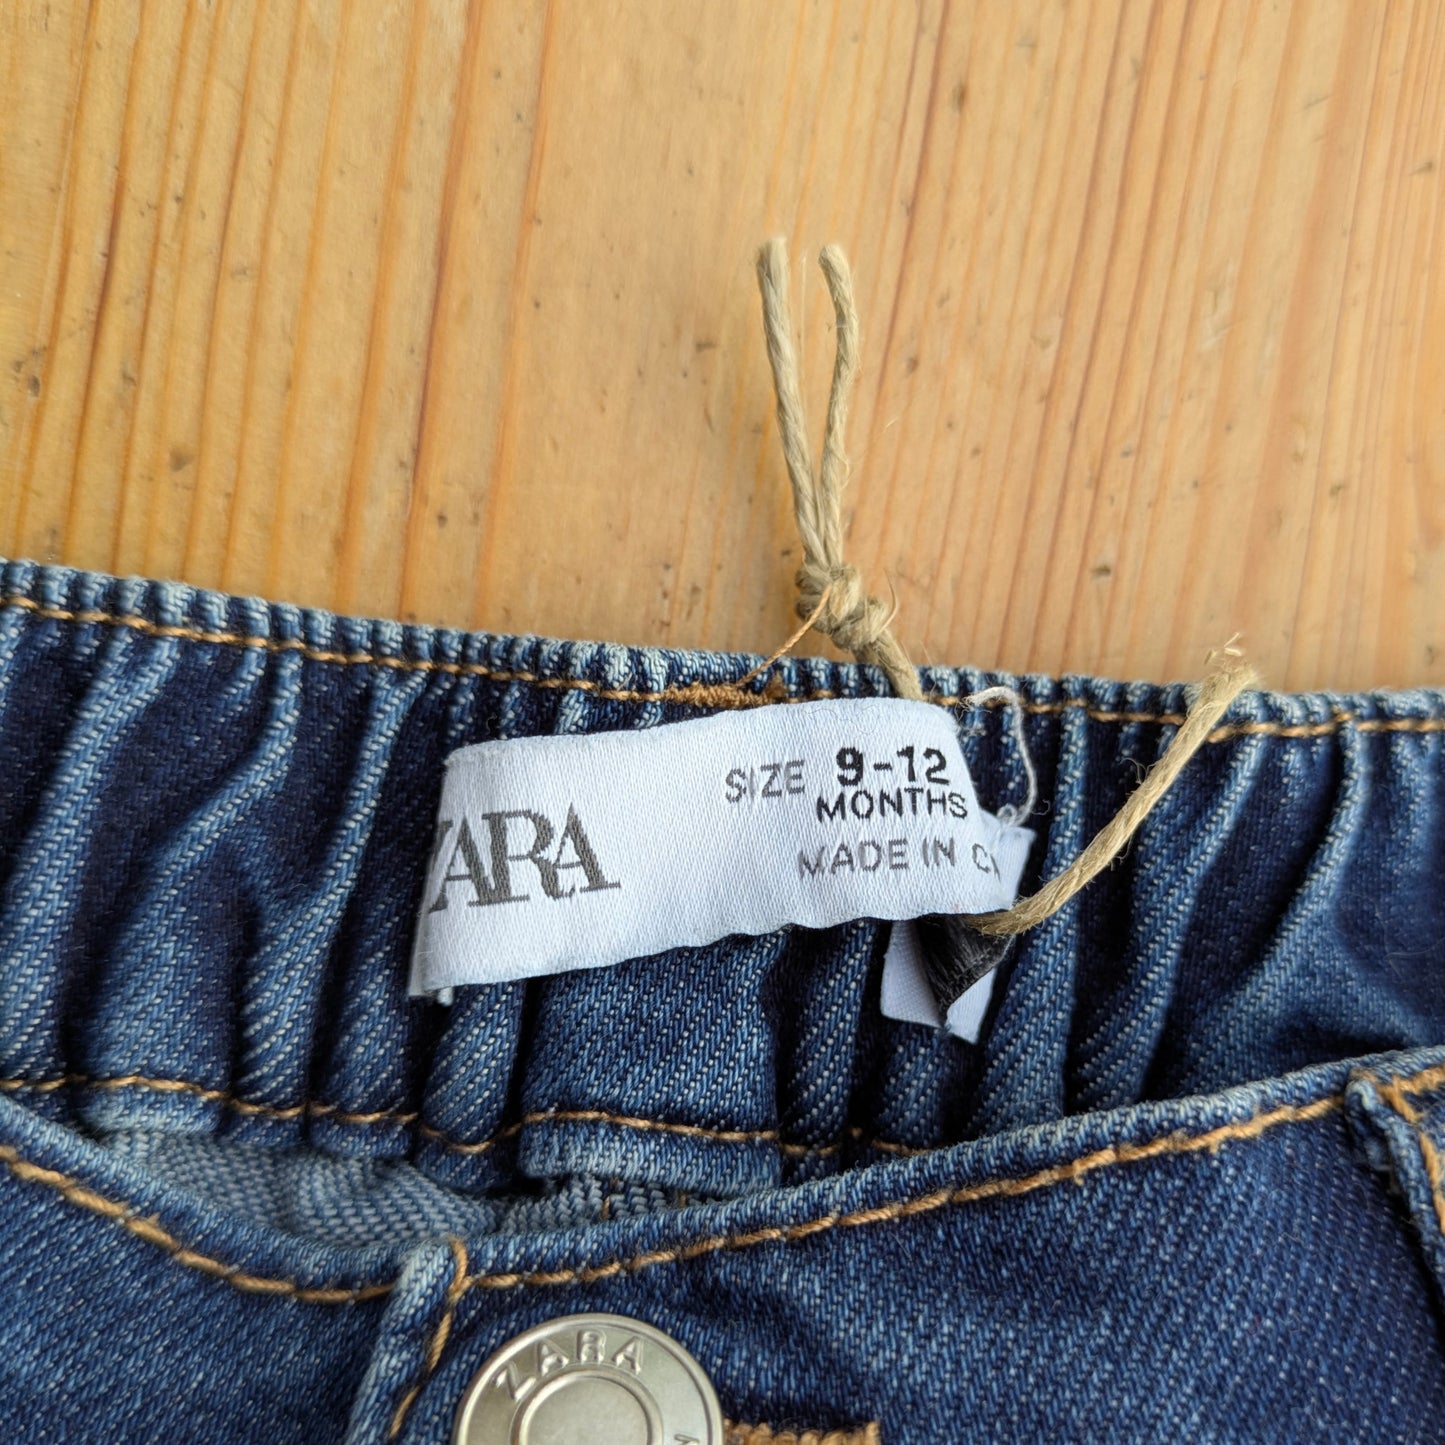 ZARA
SIZE 9-12
MONTHS
MADE IN
ZARA